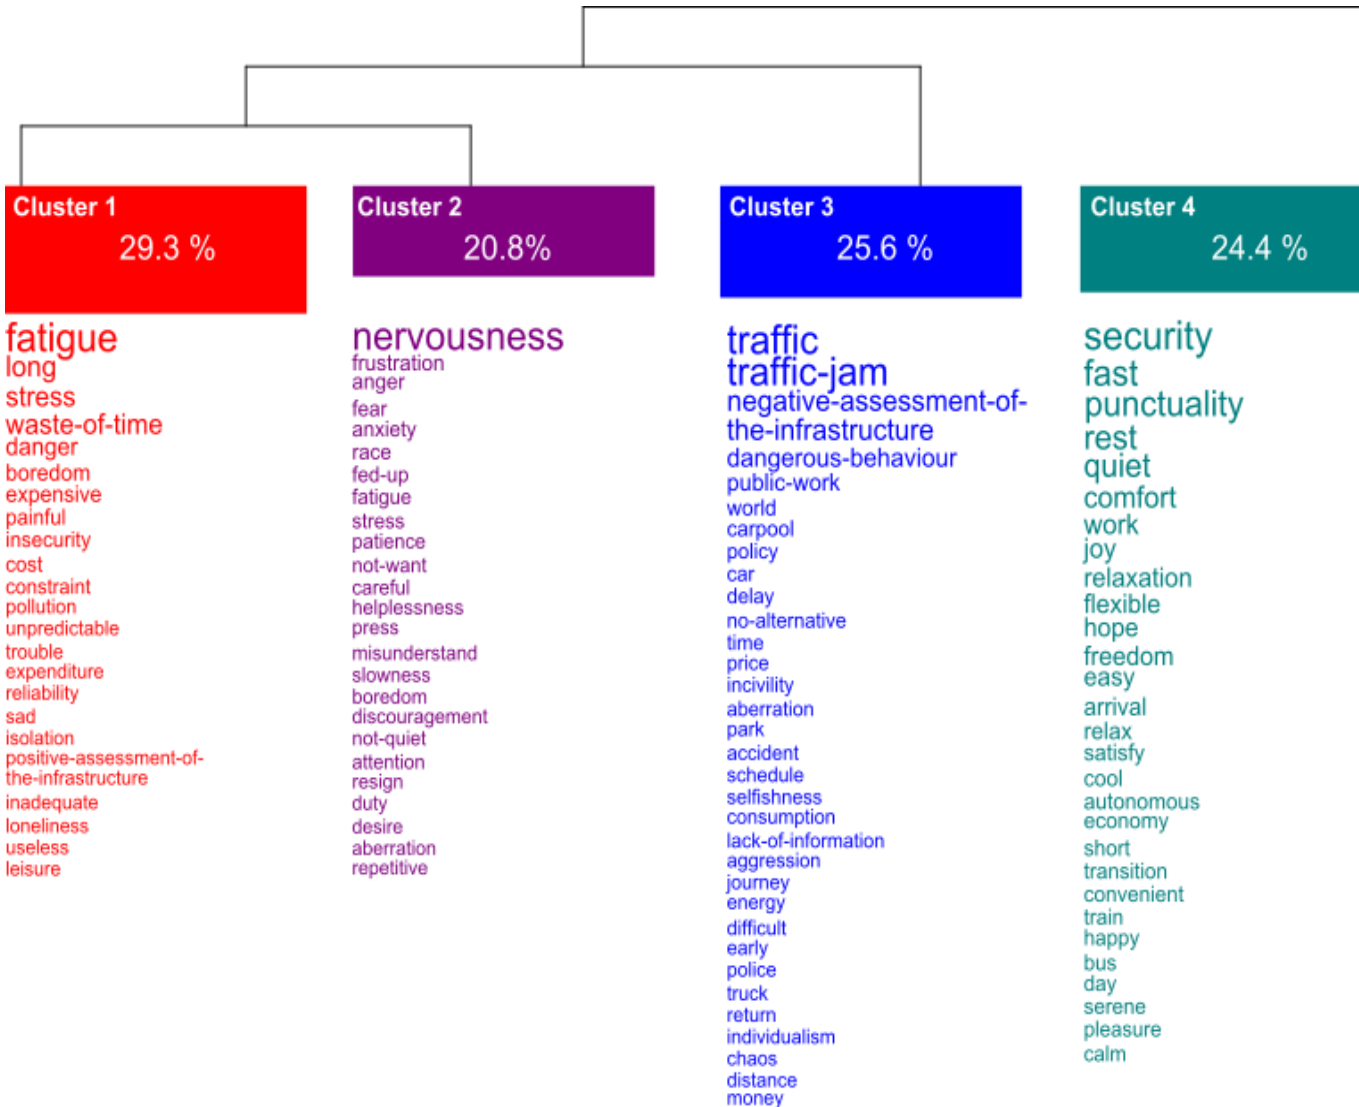 Cluster 1
29.3 %
fatigue
long
stress
waste-of-time
danger
boredom
expensive
painful
insecurity
cost
constraint
pollution
unpredictable
trouble
expenditure
reliability
sad
isolation
positive-assessment-of-
the-infrastructure
inadequate
loneliness
useless
leisure
Cluster 2
20.8%
nervousness
frustration
anger
fear
anxiety
race
fed-up
fatigue
stress
patience
not-want
careful
helplessness
press
misunderstand
slowness
boredom
discouragement
not-quiet
attention
resign
duty
desire
aberration
repetitive
Cluster 3
25.6 %
traffic
traffic-jam
negative-assessment-of-
the-infrastructure
dangerous-behaviour
public-work
world
carpool
policy
car
delay
no-alternative
time
price
incivility
aberration
park
accident
schedule
selfishness
consumption
lack-of-information
aggression
journey
energy
difficult
early
police
truck
return
individualism
chaos
distance
money
Cluster 4
24.4 %
security
fast
punctuality
rest
quiet
comfort
work
joy
relaxation
flexible
hope
freedom
easy
arrival
relax
satisfy
cool
autonomous
economy
short
transition
convenient
train
happy
bus
day
serene
pleasure
calm